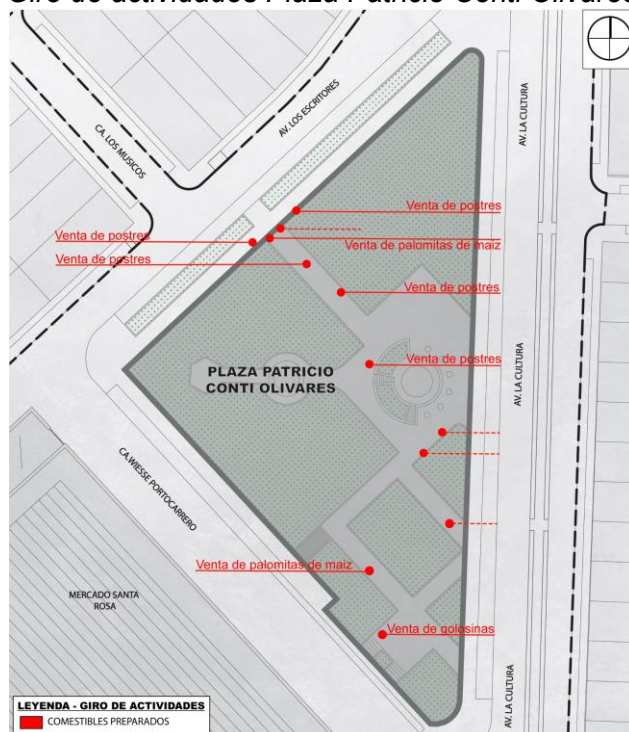 Giro de actividades Plaza Patricio Conti Olivares
CA. LOS MUSICOS
AV. LOS ESCRITORES
AV. LA CULTURA
Venta de postres
Venta de postres
Venta de palomitas de maiz
Venta de postres
Venta de postres
Venta de postres
PLAZA PATRICIO
CONTI OLIVARES
AV. LA CULTURA
CA.WIESSE PORTOCARRERO
Venta de palomitas de maiz
MERCADO SANTA
ROSA
Venta de golosinas
AV. LA CULTURA
LEYENDA - GIRO DE ACTIVIDADES
COMESTIBLES PREPARADOS